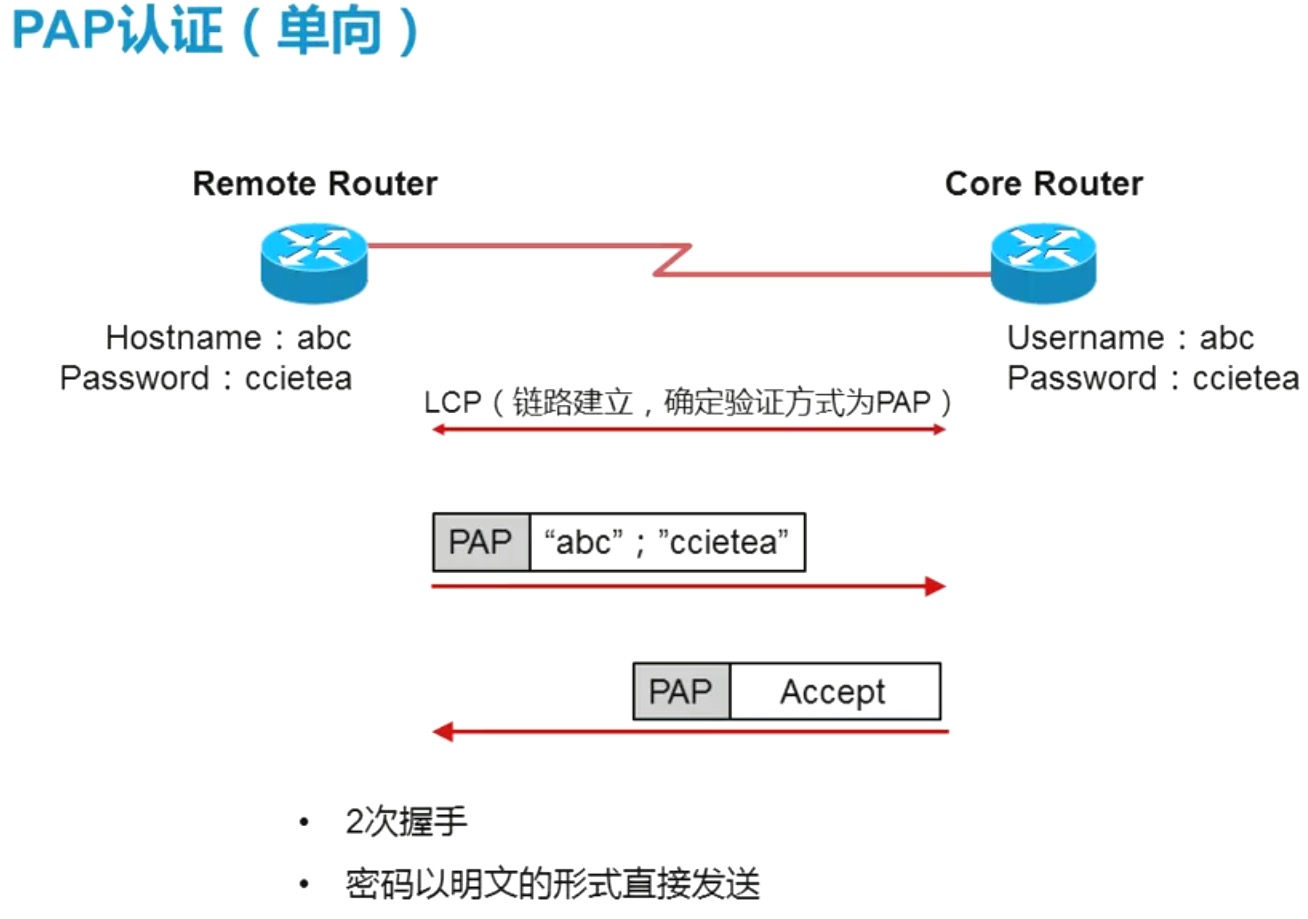 PAP认证（单向）
Remote Router
Core Router
Hostname：abc
Password：ccietea
Username：abc
Password：ccietea
LCP（链路建立，确定验证方式为PAP）
PAP “abc”；”ccietea”
PAP Accept
• 2次握手
• 密码以明文的形式直接发送